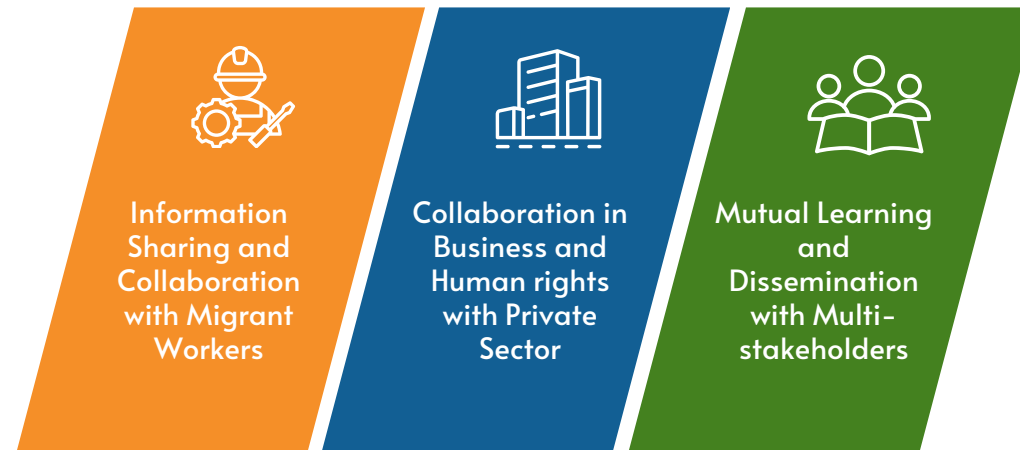 Information
Sharing and
Collaboration
with Migrant
Workers
Collaboration in
Business and
Human rights
with Private
Sector
Mutual Learning
and
Dissemination
with Multi-
stakeholders